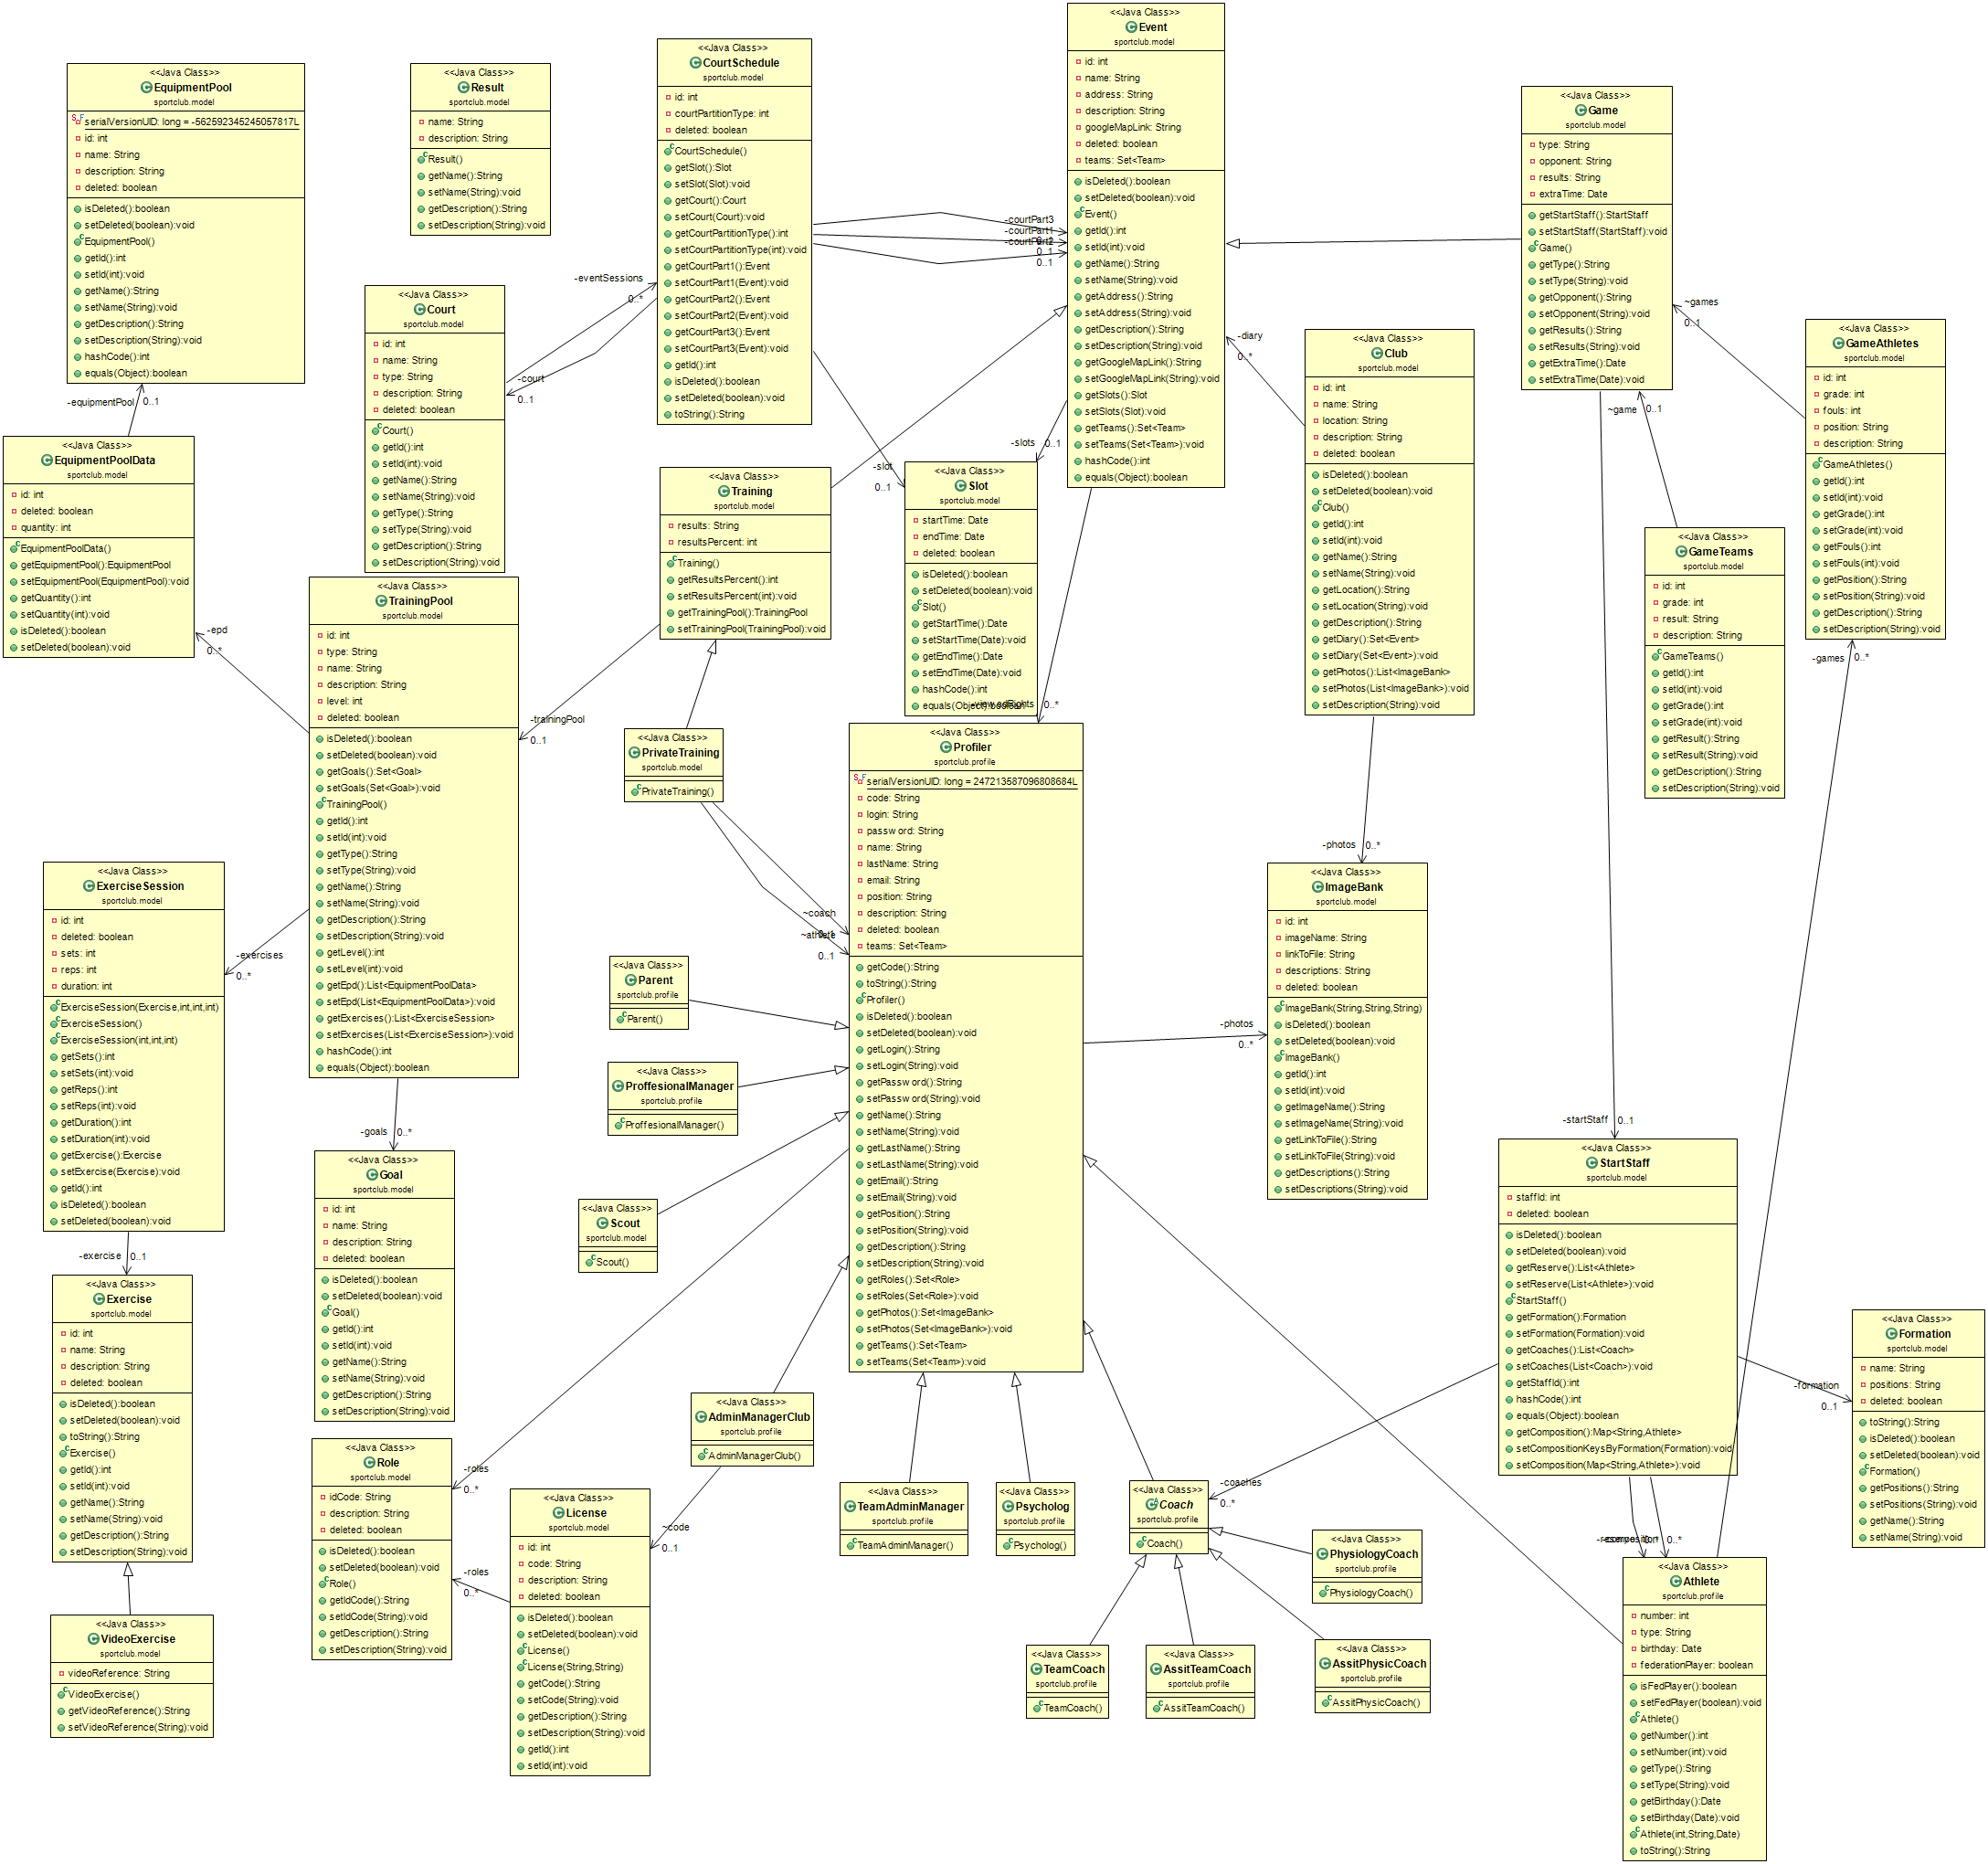 <<Java Class>>
EquipmentPool
sportclub.model
serialVersionUID: long = -562592345245057817L
id: int
name: String
description: String
deleted: boolean
isDeleted():boolean
setDeleted(boolean):void
EquipmentPool()
getId():int
setId(int):void
getName():String
setName(String):void
getDescription():String
setDescription(String):void
hashCode():int
equals(Object):boolean
-equipmentPool
0..1
<<Java Class>>
EquipmentPoolData
sportclub.model
id: int
deleted: boolean
quantity: int
EquipmentPoolData()
getEquipmentPool():EquipmentPool
setEquipmentPool(EquipmentPool):void
getQuantity():int
setQuantity(int):void
isDeleted():boolean
setDeleted(boolean):void
-epd
0..*
<<Java Class>>
Result
sportclub.model
name: String
description: String
Result()
getName():String
setName(String):void
getDescription():String
setDescription(String):void
<<Java Class>>
Court
sportclub.model
id: int
name: String
type: String
description: String
deleted: boolean
Court()
getId():int
setId(int):void
getName():String
setName(String):void
getType():String
setType(String):void
getDescription():String
setDescription(String):void
-eventSessions
0..*
-court
0..1
<<Java Class>>
CourtSchedule
sportclub.model
id: int
courtPartitionType: int
deleted: boolean
CourtSchedule()
getSlot():Slot
setSlot(Slot):void
getCourt():Court
setCourt(Court):void
getCourtPartitionType():int
setCourtPartitionType(int):void
getCourtPart1():Event
setCourtPart1(Event):void
getCourtPart2():Event
setCourtPart2(Event):void
getCourtPart3():Event
setCourtPart3(Event):void
getId():int
isDeleted():boolean
setDeleted(boolean):void
toString():String
-courtPart3
-courtPart1
-courtPart2
0..1
0..1
-slot
0..1
<<Java Class>>
Event
sportclub.model
id: int
name: String
address: String
description: String
googleMapLink: String
deleted: boolean
teams: Set<Team>
isDeleted():boolean
setDeleted(boolean):void
Event()
getId():int
setId(int):void
getName():String
setName(String):void
getAddress():String
setAddress(String):void
getDescription():String
setDescription(String):void
getGoogleMapLink():String
setGoogleMapLink(String):void
getSlots():Slot
setSlots(Slot):void
getTeams():Set<Team>
setTeams(Set<Team>):void
hashCode():int
equals(Object):boolean
-diary
0..*
-slots
0..1
<<Java Class>>
Game
sportclub.model
type: String
opponent: String
results: String
extraTime: Date
getStartStaff():StartStaff
setStartStaff(StartStaff):void
Game()
getType():String
setType(String):void
getOpponent():String
setOpponent(String):void
getResults():String
setResults(String):void
getExtraTime():Date
setExtraTime(Date):void
~games
0..1
~game
0..1
<<Java Class>>
GameAthletes
sportclub.model
id: int
grade: int
fouls: int
position: String
description: String
GameAthletes()
getId():int
setId(int):void
getGrade():int
setGrade(int):void
getFouls():int
setFouls(int):void
getPosition():String
setPosition(String):void
getDescription():String
setDescription(String):void
-games
0..*
<<Java Class>>
GameTeams
sportclub.model
id: int
grade: int
result: String
description: String
GameTeams()
getId():int
setId(int):void
getGrade():int
setGrade(int):void
getResult():String
setResult(String):void
getDescription():String
setDescription(String):void
<<Java Class>>
Club
sportclub.model
id: int
name: String
location: String
description: String
deleted: boolean
isDeleted():boolean
setDeleted(boolean):void
Club()
getId():int
setId(int):void
getName():String
setName(String):void
getLocation():String
setLocation(String):void
getDescription():String
getDiary():Set<Event>
setDiary(Set<Event>):void
getPhotos():List<ImageBank>
setPhotos(List<ImageBank>):void
setDescription(String):void
-photos
0..*
<<Java Class>>
Training
sportclub.model
results: String
resultsPercent: int
Training()
getResultsPercent():int
setResultsPercent(int):void
getTrainingPool():TrainingPool
setTrainingPool(TrainingPool):void
-trainingPool
0..1
<<Java Class>>
Slot
sportclub.model
startTime: Date
endTime: Date
deleted: boolean
isDeleted():boolean
setDeleted(boolean):void
Slot()
getStartTime():Date
setStartTime(Date):void
getEndTime():Date
setEndTime(Date):void
hashCode():int
equals(Object):boolean
0..*
<<Java Class>>
TrainingPool
sportclub.model
id: int
type: String
name: String
description: String
level: int
deleted: boolean
isDeleted():boolean
setDeleted(boolean):void
getGoals():Set<Goal>
setGoals(Set<Goal>):void
TrainingPool()
getId():int
setId(int):void
getType():String
setType(String):void
getName():String
setName(String):void
getDescription():String
setDescription(String):void
getLevel():int
setLevel(int):void
getEpd():List<EquipmentPoolData>
setEpd(List<EquipmentPoolData>):void
getExercises():List<ExerciseSession>
setExercises(List<ExerciseSession>):void
hashCode():int
equals(Object):boolean
-exercises
0..*
-goals
0..*
<<Java Class>>
PrivateTraining
sportclub.model
PrivateTraining()
~coach
~athlete
0..1
<<Java Class>>
Profiler
sportclub.profile
serialVersionUID: long = 247213587096808684L
code: String
login: String
password: String
name: String
lastName: String
email: String
position: String
description: String
deleted: boolean
teams: Set<Team>
getCode():String
toString():String
Profiler()
isDeleted():boolean
setDeleted(boolean):void
getLogin():String
setLogin(String):void
getPassword():String
setPassword(String):void
getName():String
setName(String):void
getLastName():String
setLastName(String):void
getEmail():String
setEmail(String):void
getPosition():String
setPosition(String):void
getDescription():String
setDescription(String):void
getRoles():Set<Role>
setRoles(Set<Role>):void
getPhotos():Set<ImageBank>
setPhotos(Set<ImageBank>):void
getTeams():Set<Team>
setTeams(Set<Team>):void
-photos
0..*
<<Java Class>>
ImageBank
sportclub.model
id: int
imageName: String
linkToFile: String
descriptions: String
deleted: boolean
ImageBank(String,String,String)
isDeleted():boolean
setDeleted(boolean):void
ImageBank()
getId():int
setId(int):void
getImageName():String
setImageName(String):void
getLinkToFile():String
setLinkToFile(String):void
getDescriptions():String
setDescriptions(String):void
<<Java Class>>
ExerciseSession
sportclub.model
id: int
deleted: boolean
sets: int
reps: int
duration: int
ExerciseSession(Exercise,int,int,int)
ExerciseSession()
ExerciseSession(int,int,int)
getSets():int
setSets(int):void
getReps():int
setReps(int):void
getDuration():int
setDuration(int):void
getExercise():Exercise
setExercise(Exercise):void
getId():int
isDeleted():boolean
setDeleted(boolean):void
-exercise
0..1
<<Java Class>>
Exercise
sportclub.model
id: int
name: String
description: String
deleted: boolean
isDeleted():boolean
setDeleted(boolean):void
toString():String
Exercise()
getId():int
setId(int):void
getName():String
setName(String):void
getDescription():String
setDescription(String):void
<<Java Class>>
VideoExercise
sportclub.model
videoReference: String
VideoExercise()
getVideoReference():String
setVideoReference(String):void
<<Java Class>>
Goal
sportclub.model
id: int
name: String
description: String
deleted: boolean
isDeleted():boolean
setDeleted(boolean):void
Goal()
getId():int
setId(int):void
getName():String
setName(String):void
getDescription():String
setDescription(String):void
<<Java Class>>
Role
sportclub.model
idCode: String
description: String
deleted: boolean
isDeleted():boolean
setDeleted(boolean):void
Role()
getIdCode():String
setIdCode(String):void
getDescription():String
setDescription(String):void
-roles
0..*
-roles
0..*
<<Java Class>>
License
sportclub.model
id: int
code: String
description: String
deleted: boolean
isDeleted():boolean
setDeleted(boolean):void
License()
License(String,String)
getCode():String
setCode(String):void
getDescription():String
setDescription(String):void
getId():int
setId(int):void
~code
0..1
<<Java Class>>
Parent
sportclub.profile
Parent()
<<Java Class>>
ProffesionalManager
sportclub.profile
ProffesionalManager()
<<Java Class>>
Scout
sportclub.model
Scout()
<<Java Class>>
AdminManagerClub
sportclub.profile
AdminManagerClub()
<<Java Class>>
TeamAdminManager
sportclub.profile
TeamAdminManager()
<<Java Class>>
Psycholog
sportclub.profile
Psycholog()
<<Java Class>>
Coach
sportclub.profile
Coach()
-coaches
0..*
<<Java Class>>
PhysiologyCoach
sportclub.profile
PhysiologyCoach()
<<Java Class>>
TeamCoach
sportclub.profile
TeamCoach()
<<Java Class>>
AssitTeamCoach
sportclub.profile
AssitTeamCoach()
<<Java Class>>
AssitPhysicCoach
sportclub.profile
AssitPhysicCoach()
-startStaff
0..1
<<Java Class>>
StartStaff
sportclub.model
staffId: int
deleted: boolean
isDeleted():boolean
setDeleted(boolean):void
getReserve():List<Athlete>
setReserve(List<Athlete>):void
StartStaff()
getFormation():Formation
setFormation(Formation):void
getCoaches():List<Coach>
setCoaches(List<Coach>):void
getStaffId():int
hashCode():int
equals(Object):boolean
getComposition():Map<String,Athlete>
setCompositionKeysByFormation(Formation):void
setComposition(Map<String,Athlete>):void
-formation
0..1
<<Java Class>>
Formation
sportclub.model
name: String
positions: String
deleted: boolean
toString():String
isDeleted():boolean
setDeleted(boolean):void
Formation()
getPositions():String
setPositions(String):void
getName():String
setName(String):void
0..*
<<Java Class>>
Athlete
sportclub.profile
number: int
type: String
birthday: Date
federationPlayer: boolean
isFedPlayer():boolean
setFedPlayer(boolean):void
Athlete()
getNumber():int
setNumber(int):void
getType():String
setType(String):void
getBirthday():Date
setBirthday(Date):void
Athlete(int,String,Date)
toString():String